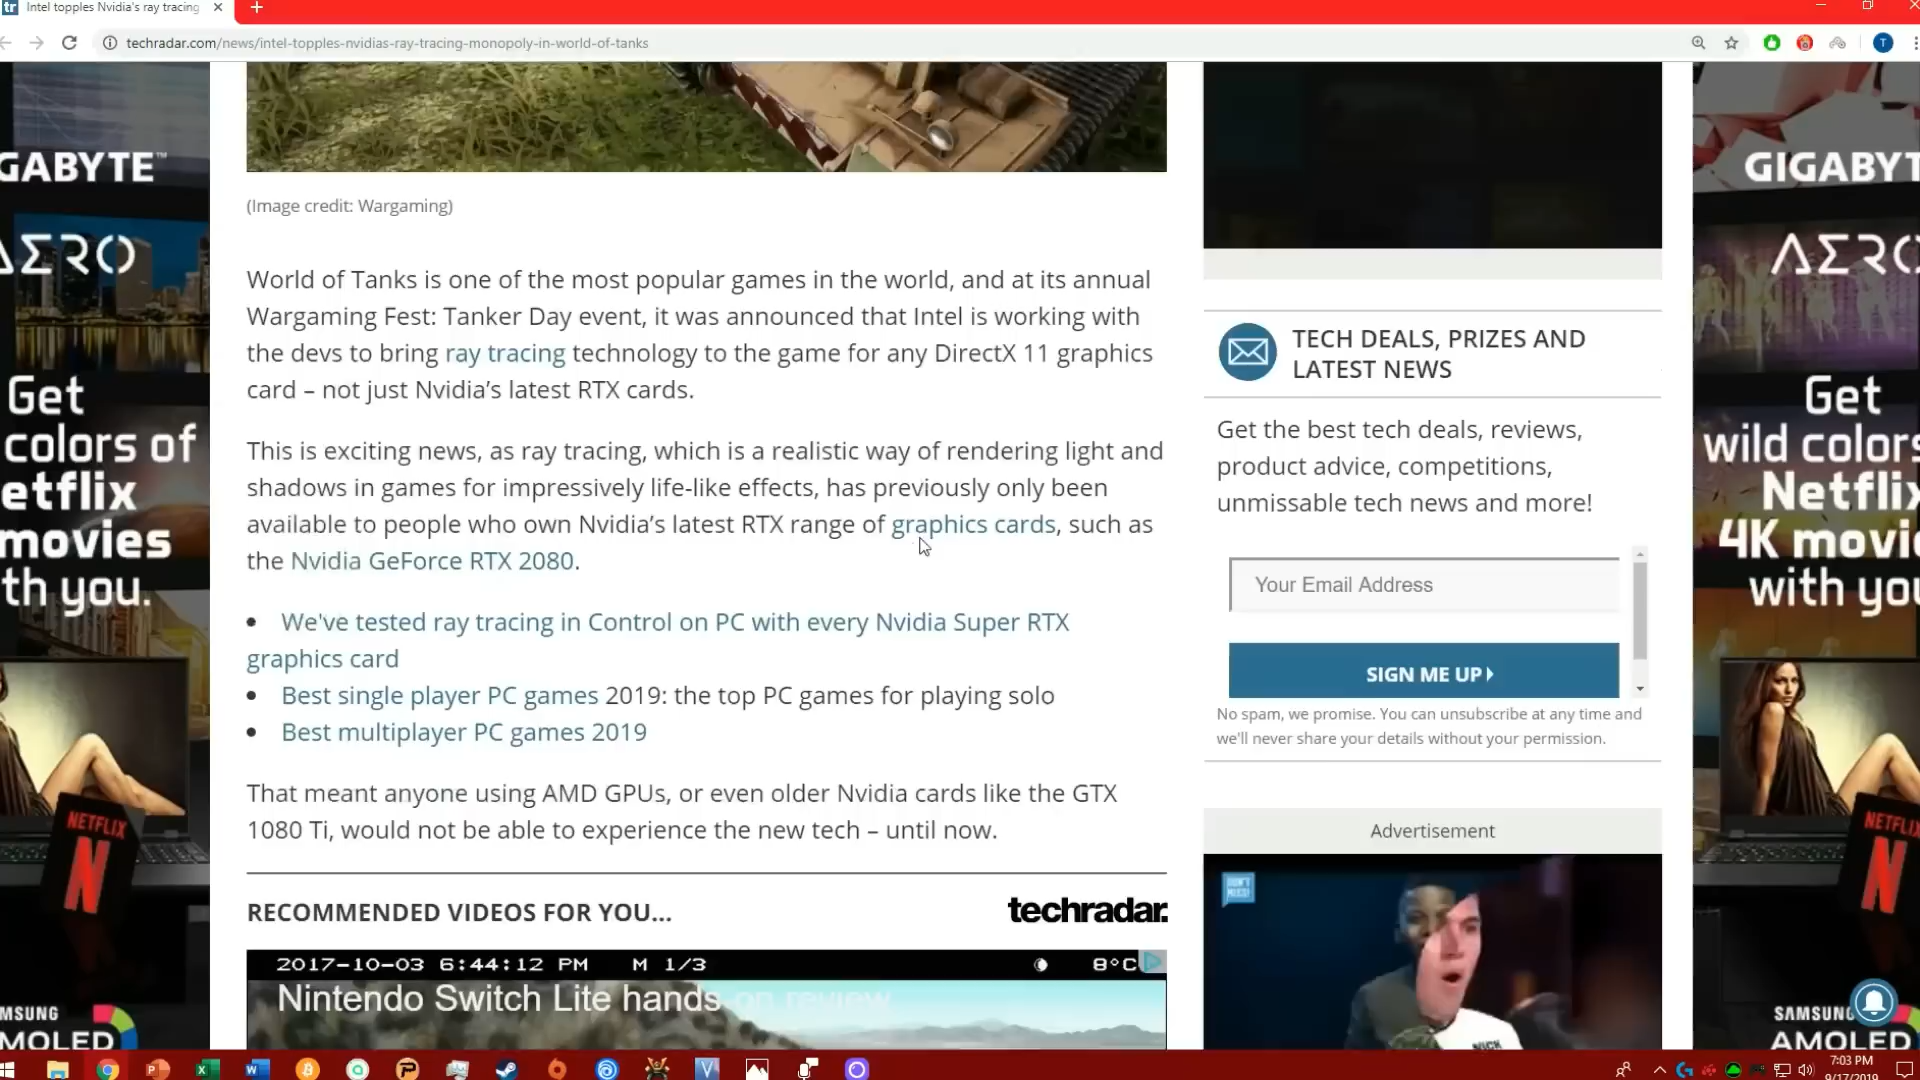 Intel topples Nvidia's ray tracing
techradar.com/news/intel-topples-nvidias-ray-tracing-monopoly-in-world-of-tanks
T
GABYTE™
AERO
Get
colors of
etflix
movies
th you.
NETFLIX
N
MSUNG
MOLED
(Image credit: Wargaming)
World of Tanks is one of the most popular games in the world, and at its annual
Wargaming Fest: Tanker Day event, it was announced that Intel is working with
the devs to bring ray tracing technology to the game for any DirectX 11 graphics
card – not just Nvidia's latest RTX cards.
This is exciting news, as ray tracing, which is a realistic way of rendering light and
shadows in games for impressively life-like effects, has previously only been
available to people who own Nvidia's latest RTX range of graphics cards, such as
the Nvidia GeForce RTX 2080.
• We've tested ray tracing in Control on PC with every Nvidia Super RTX
graphics card
• Best single player PC games 2019: the top PC games for playing solo
• Best multiplayer PC games 2019
That meant anyone using AMD GPUs, or even older Nvidia cards like the GTX
1080 Ti, would not be able to experience the new tech – until now.
RECOMMENDED VIDEOS FOR YOU...
techradar.
2017-10-03 6:44:12 PM M 1/3 8°C
Nintendo Switch Lite hands-on review
TECH DEALS, PRIZES AND
LATEST NEWS
Get the best tech deals, reviews,
product advice, competitions,
unmissable tech news and more!
Your Email Address
SIGN ME UP
No spam, we promise. You can unsubscribe at any time and
we'll never share your details without your permission.
Advertisement
DON'T
MISS!
NICK
GIGABYT
AERO
Get
wild colors
Netflix
4K movie
with you
NETFLIX
N
SAMSUNG
AMOLED
7:03 PM
9/17/2019